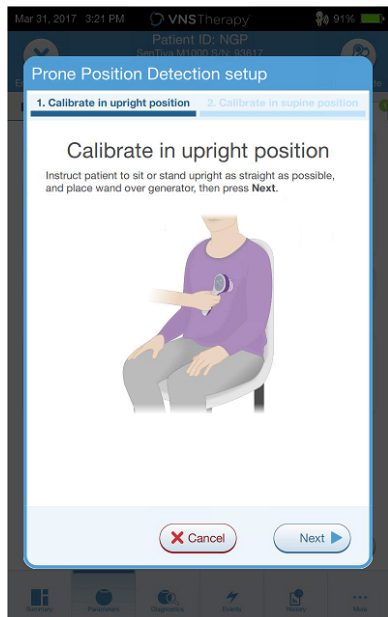 Mar 31, 2017 3:21 PM VNSTherapy 91%
Patient ID: NGP
SenTiva M1000 S/N: 93617
Prone Position Detection setup
1. Calibrate in upright position 2. Calibrate in supine position
Calibrate in upright position
Instruct patient to sit or stand upright as straight as possible,
and place wand over generator, then press Next.
Cancel Next
Summary Parameters Diagnostics Events History More